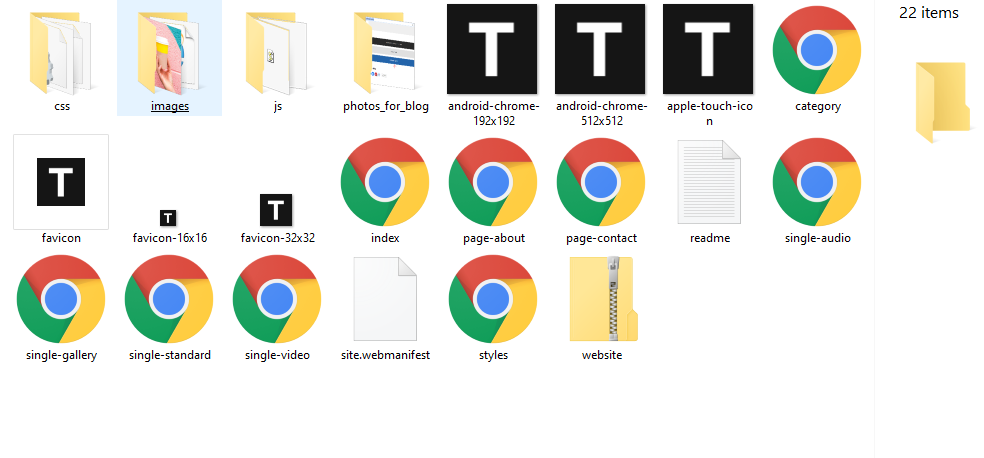 22 items
T
T
T
css
images
js
photos_for_blog
android-chrome-
192x192
android-chrome-
512x512
apple-touch-ico
n
category
T
T
T
favicon
favicon-16x16
favicon-32x32
index
page-about
page-contact
readme
single-audio
single-gallery
single-standard
single-video
site.webmanifest
styles
website